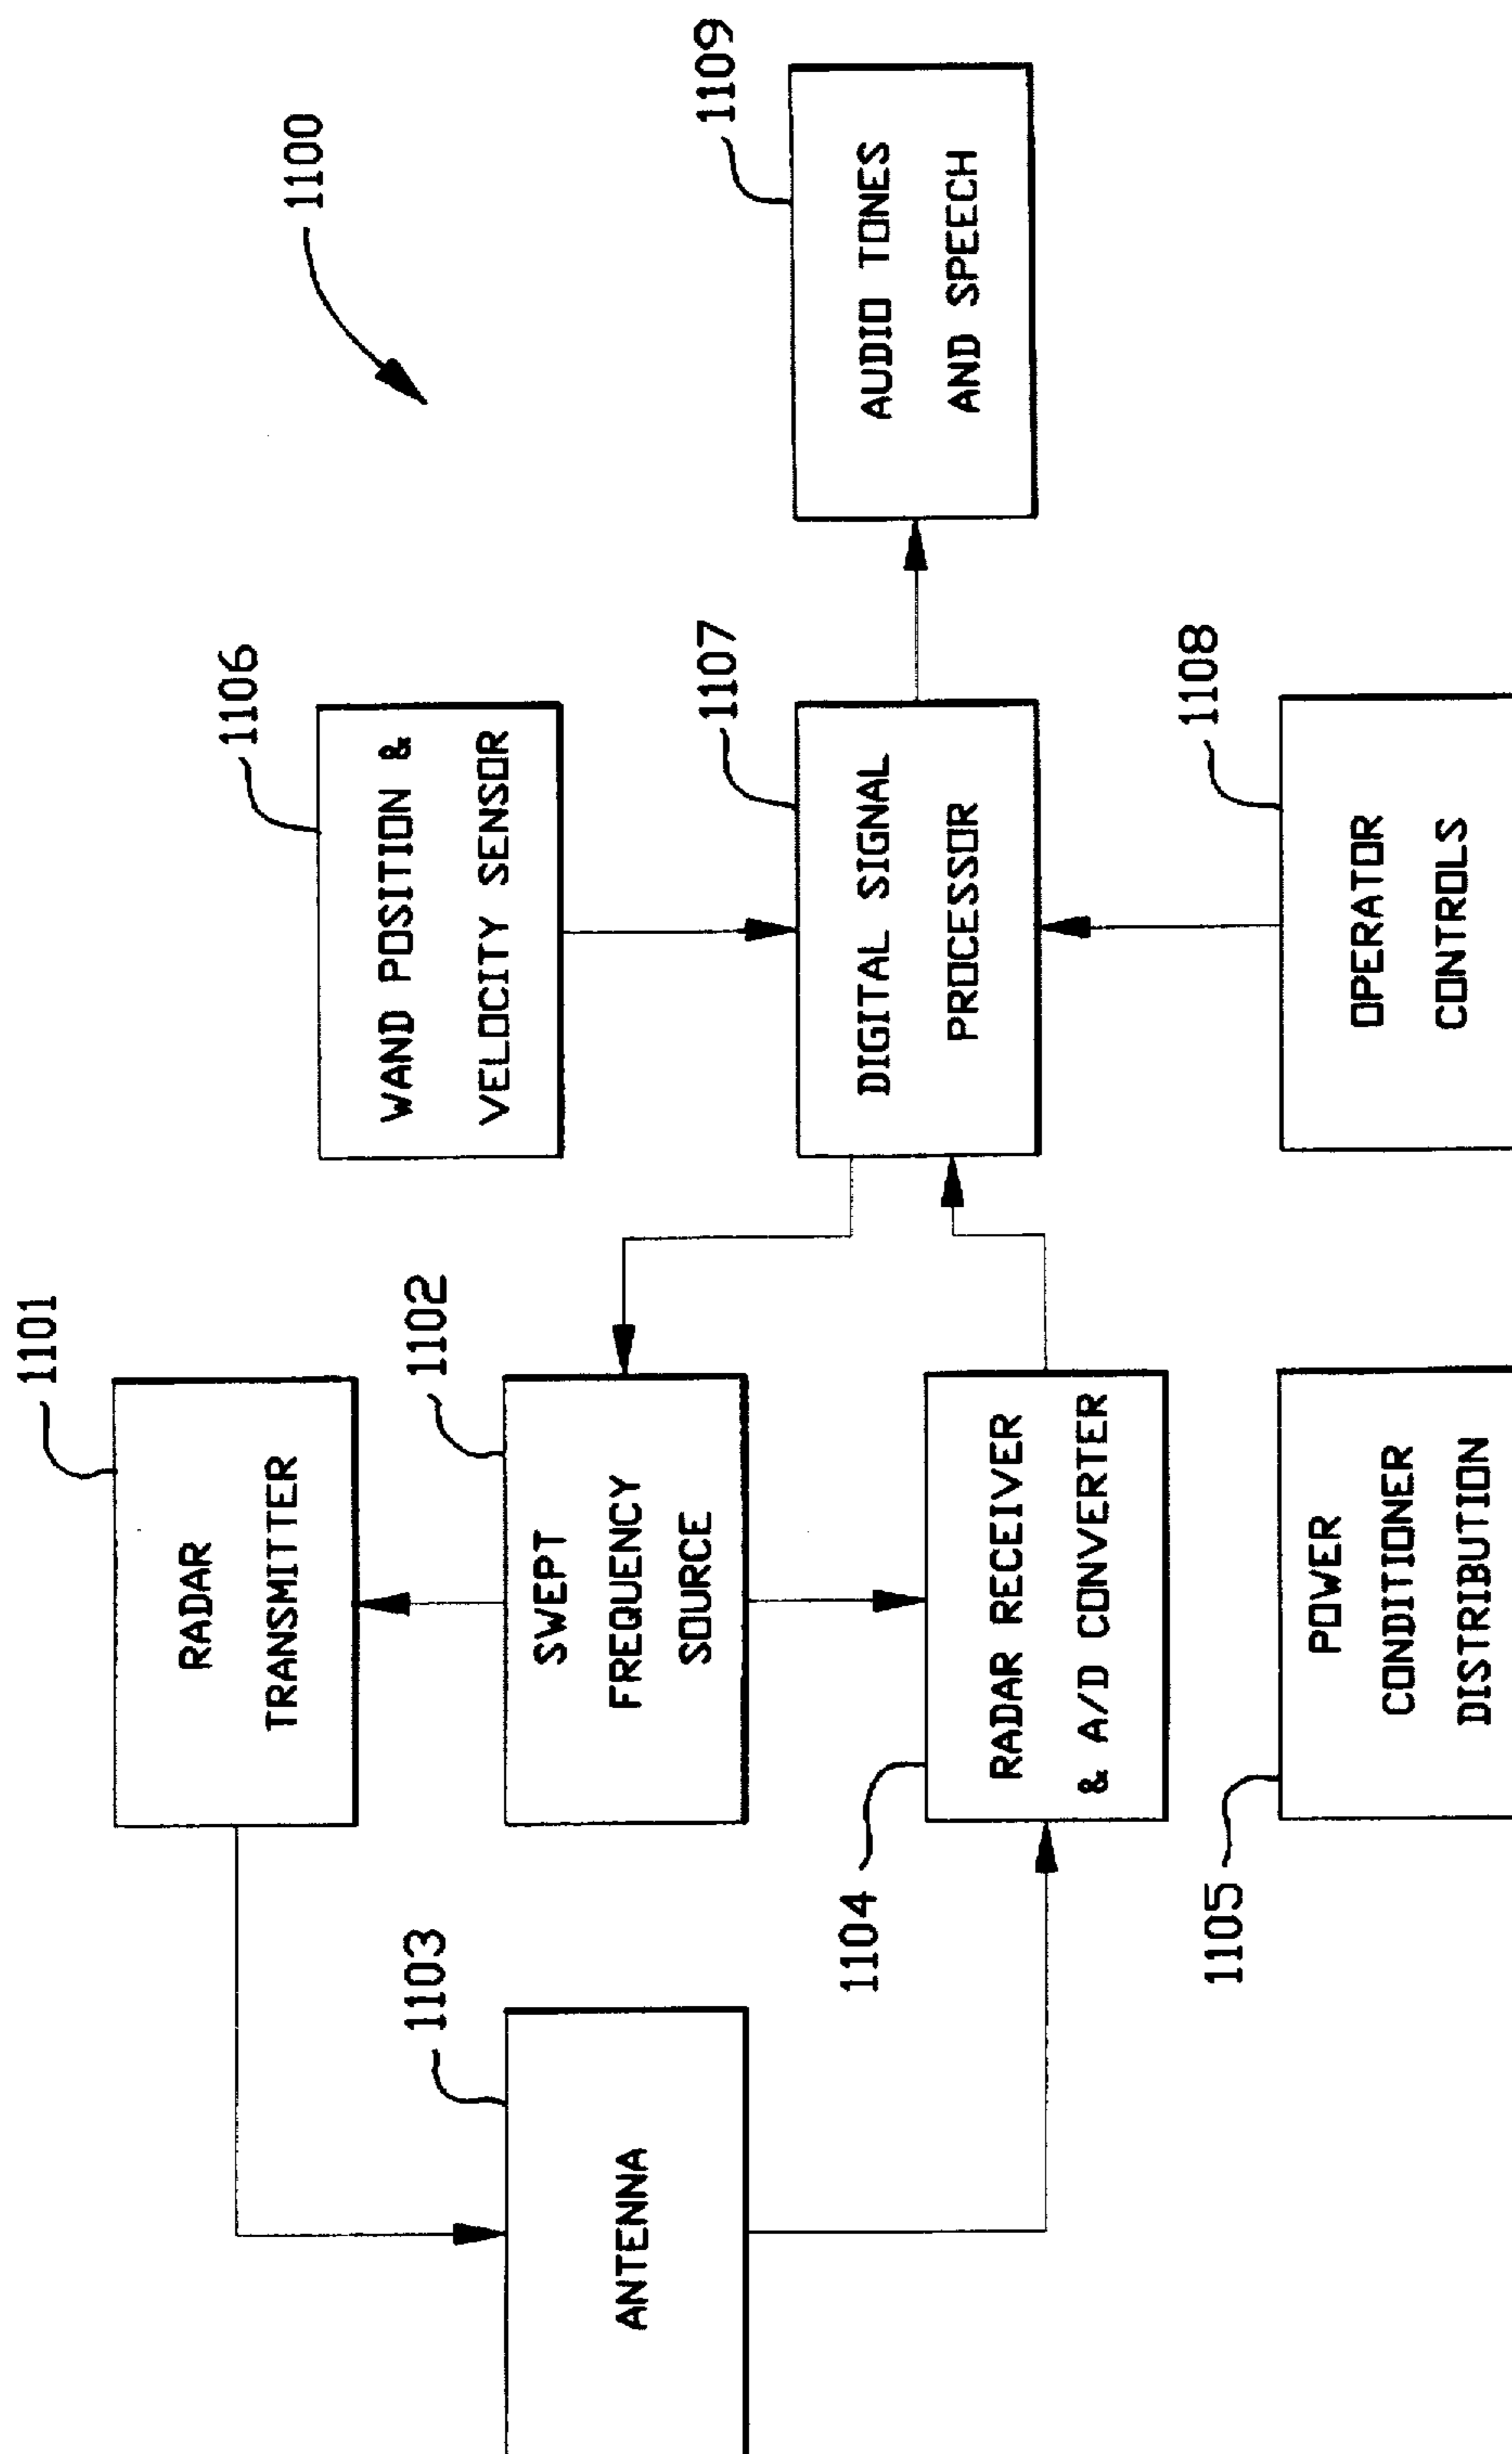 1100
1101
RADAR
TRANSMITTER
1106
WAND POSITION &
VELOCITY SENSOR
1103
ANTENNA
1102
SWEPT
FREQUENCY
SOURCE
1107
DIGITAL SIGNAL
PROCESSOR
1109
AUDIO TONES
AND SPEECH
1104
RADAR RECEIVER
& A/D CONVERTER
1105
POWER
CONDITIONER
DISTRIBUTION
1108
OPERATOR
CONTROLS